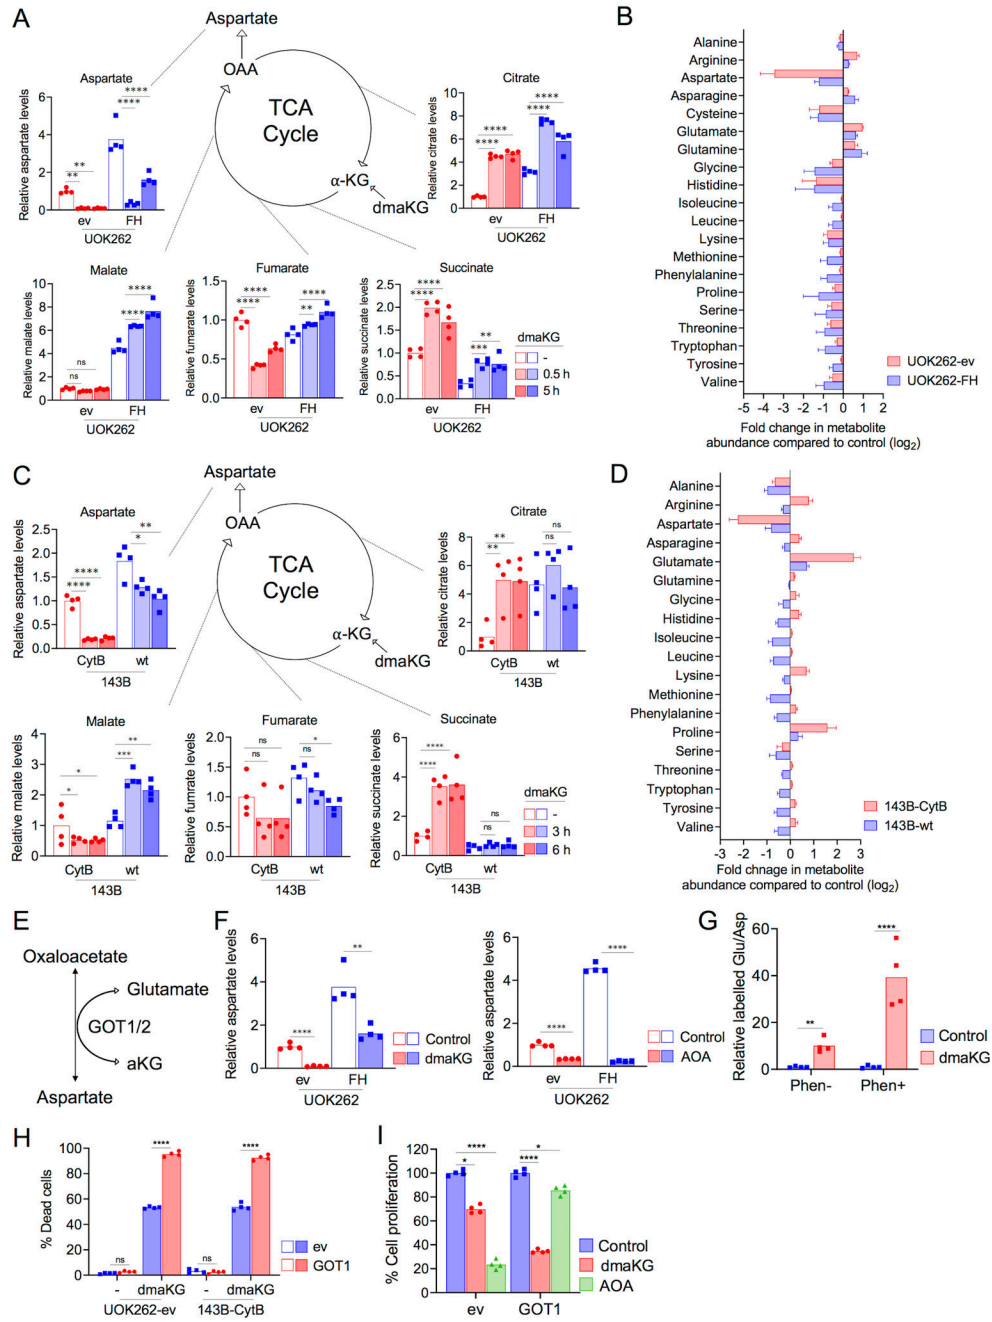 A
Aspartate
OAA
TCA
Cycle
α-KG
dmaKG
Aspartate
Relative aspartate levels
6
4
2
0
**
**
****
****
ev
FH
UOK262
Citrate
Relative citrate levels
10
8
6
4
2
0
****
****
****
****
ev
FH
UOK262
Malate
Relative malate levels
10
8
6
4
2
0
ns
ns
****
****
ev
FH
UOK262
Fumarate
Relative fumarate levels
1.5
1.0
0.5
0.0
****
****
**
****
ev
FH
UOK262
Succinate
Relative succinate levels
2.5
2.0
1.5
1.0
0.5
0.0
****
****
***
**
ev
FH
UOK262
dmaKG
-
0.5 h
5 h
B
Alanine
Arginine
Aspartate
Asparagine
Cysteine
Glutamate
Glutamine
Glycine
Histidine
Isoleucine
Leucine
Lysine
Methionine
Phenylalanine
Proline
Serine
Threonine
Tryptophan
Tyrosine
Valine
UOK262-ev
UOK262-FH
-5 -4 -3 -2 -1 0 1 2
Fold change in metabolite
abundance compared to control (log2)
C
Aspartate
OAA
TCA
Cycle
α-KG
dmaKG
Aspartate
Relative aspartate levels
2.5
2.0
1.5
1.0
0.5
0.0
****
****
*
**
CytB
wt
143B
Citrate
Relative citrate levels
8
6
4
2
0
**
**
ns
ns
CytB
wt
143B
Malate
Relative malate levels
4
3
2
1
0
*
*
***
**
CytB
wt
143B
Fumarate
Relative fumrate levels
2.0
1.5
1.0
0.5
0.0
ns
ns
ns
*
CytB
wt
143B
Succinate
Relative succinate levels
6
4
2
0
****
****
ns
ns
CytB
wt
143B
dmaKG
-
3 h
6 h
D
Alanine
Arginine
Aspartate
Asparagine
Glutamate
Glutamine
Glycine
Histidine
Isoleucine
Leucine
Lysine
Methionine
Phenylalanine
Proline
Serine
Threonine
Tryptophan
Tyrosine
Valine
143B-CytB
143B-wt
-3 -2 -1 0 1 2 3
Fold chnage in metabolite
abundance compared to control (log2)
E
Oxaloacetate
Glutamate
GOT1/2
aKG
Aspartate
F
Relative aspartate levels
6
4
2
0
****
**
ev
FH
UOK262
Control
dmaKG
Relative aspartate levels
6
4
2
0
****
****
ev
FH
UOK262
Control
AOA
G
Relative labelled Glu/Asp
60
40
20
0
**
****
Phen-
Phen+
Control
dmaKG
H
% Dead cells
100
80
60
40
20
0
ns
****
ns
****
-
dmaKG
-
dmaKG
UOK262-ev
143B-CytB
ev
GOT1
I
% Cell proliferation
120
100
80
60
40
20
0
****
*
*
****
ev
GOT1
Control
dmaKG
AOA